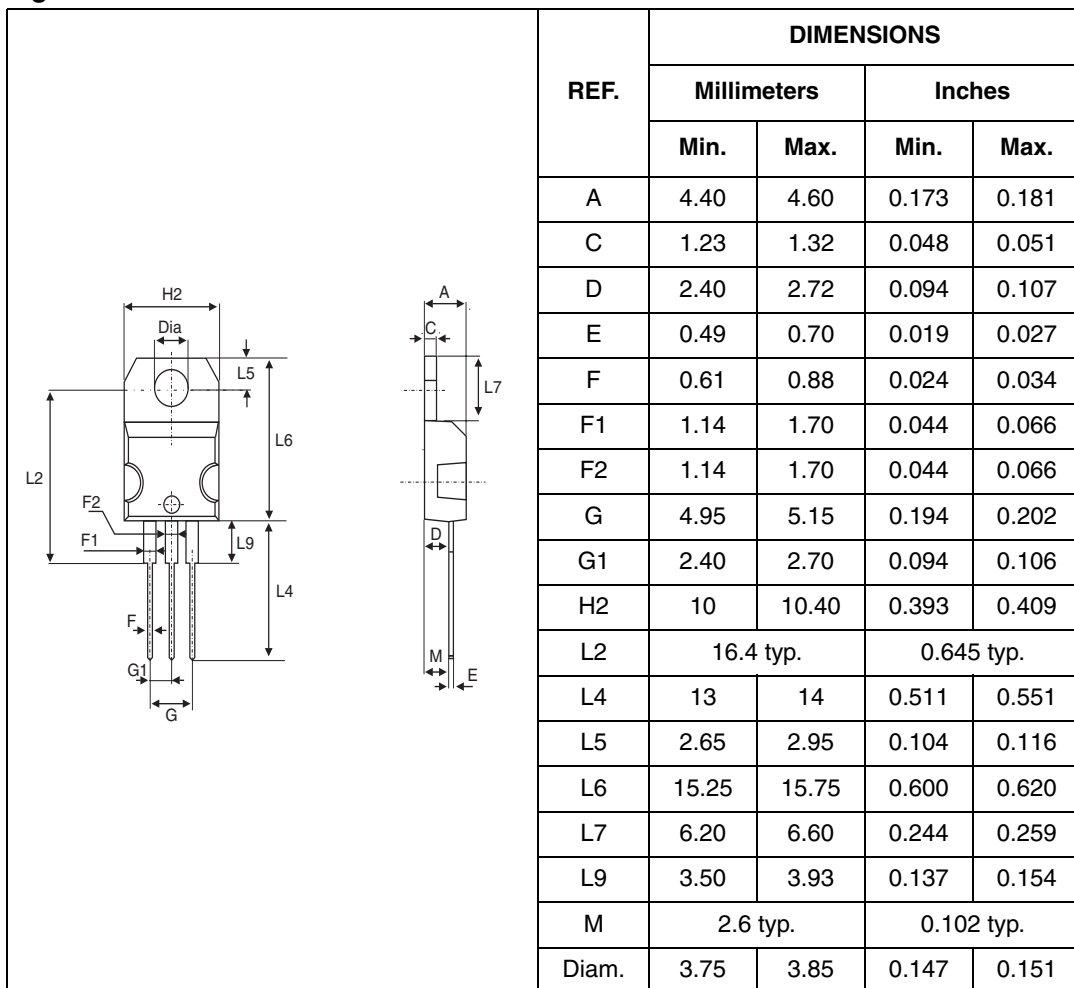 DIMENSIONS
REF. Millimeters Inches
Min. Max. Min. Max.
A 4.40 4.60 0.173 0.181
C 1.23 1.32 0.048 0.051
D 2.40 2.72 0.094 0.107
E 0.49 0.70 0.019 0.027
F 0.61 0.88 0.024 0.034
F1 1.14 1.70 0.044 0.066
F2 1.14 1.70 0.044 0.066
G 4.95 5.15 0.194 0.202
G1 2.40 2.70 0.094 0.106
H2 10 10.40 0.393 0.409
L2 16.4 typ. 0.645 typ.
L4 13 14 0.511 0.551
L5 2.65 2.95 0.104 0.116
L6 15.25 15.75 0.600 0.620
L7 6.20 6.60 0.244 0.259
L9 3.50 3.93 0.137 0.154
M 2.6 typ. 0.102 typ.
Diam. 3.75 3.85 0.147 0.151
H2
Dia
L5
L6
L2
F2
F1
L9
L4
F
G1
G
A
C
L7
D
M
E